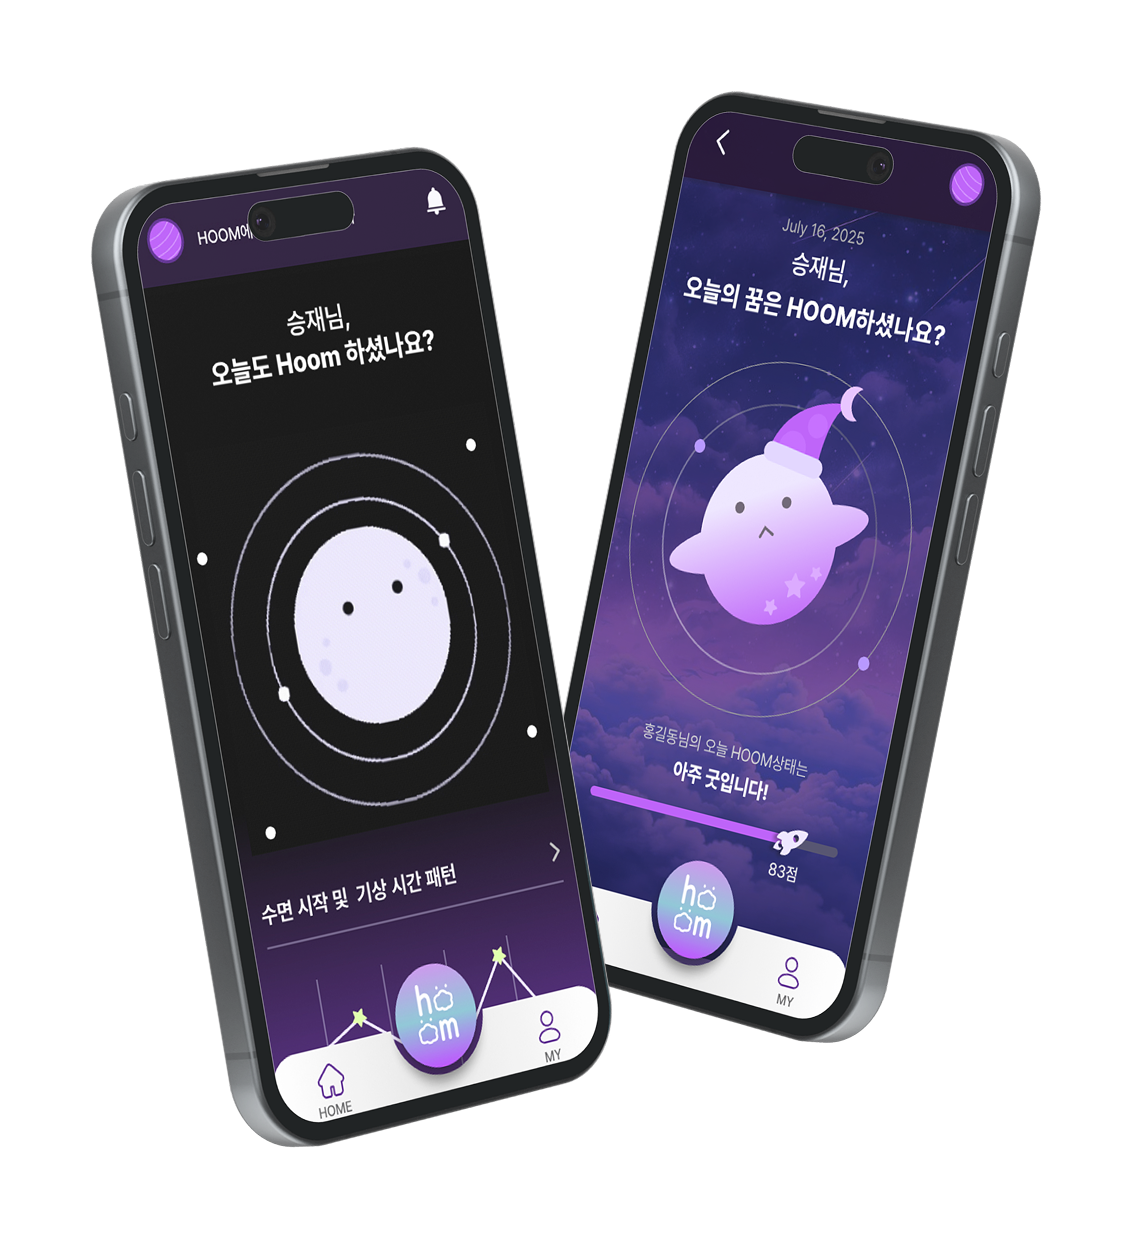 HOOM에
승재님,
오늘도 Hoom 하셨나요?
수면 시작 및 기상 시간 패턴
hoom
HOME
MY
July 16, 2025
승재님,
오늘의 꿈은 HOOM하셨나요?
홍길동님의 오늘 HOOM상태는
아주 굿입니다!
83점
hoom
MY